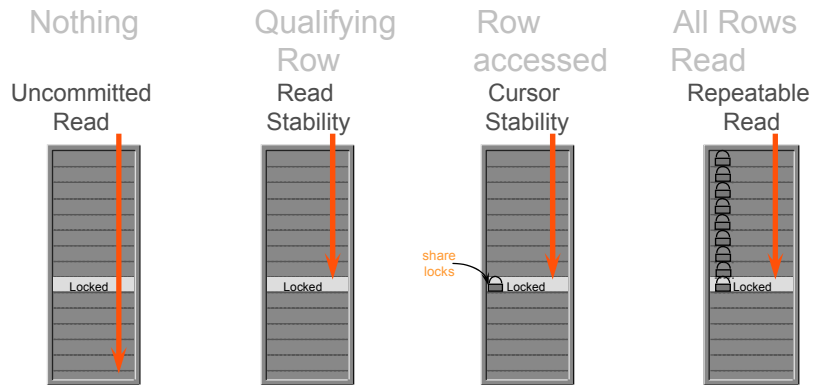 Nothing
Qualifying
Row
Row
accessed
All Rows
Read
Uncommitted
Read
Read
Stability
Cursor
Stability
Repeatable
Read
share
locks
Locked
Locked
Locked
Locked